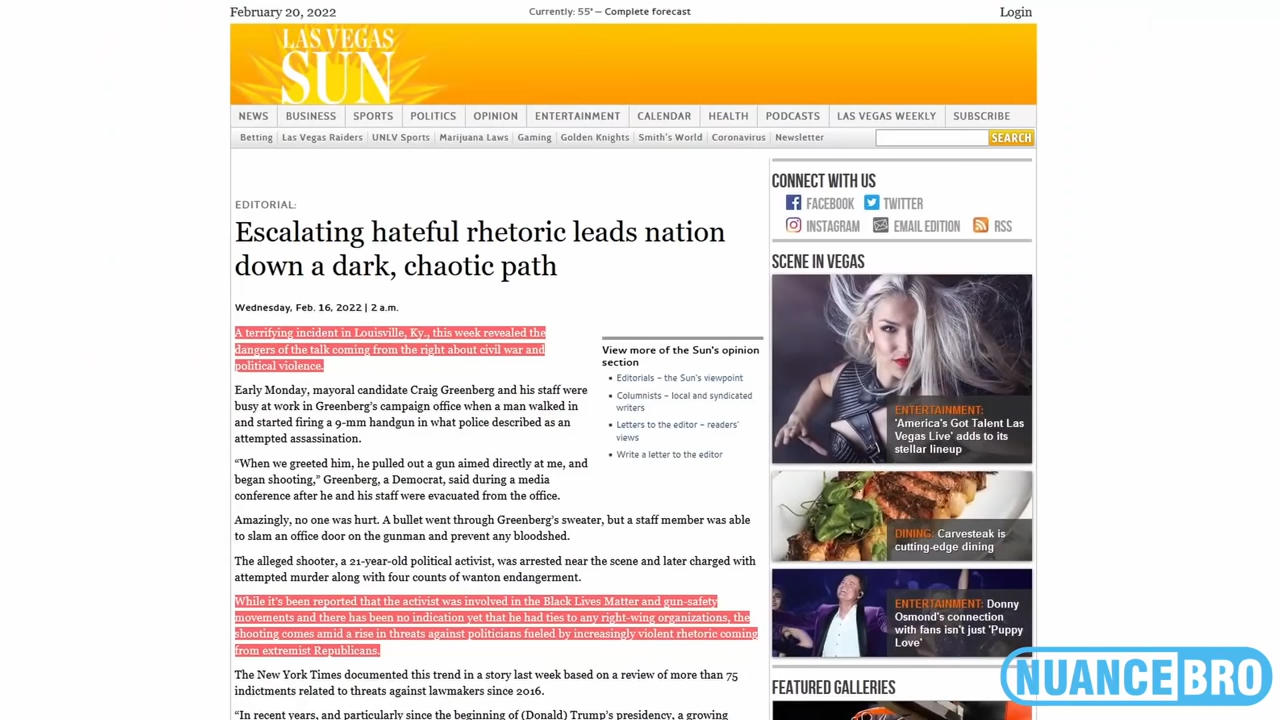 February 20, 2022
Currently: 55° — Complete forecast
Login
LAS VEGAS
SUN
NEWS BUSINESS SPORTS POLITICS OPINION ENTERTAINMENT CALENDAR HEALTH PODCASTS LAS VEGAS WEEKLY SUBSCRIBE
Betting Las Vegas Raiders UNLV Sports Marijuana Laws Gaming Golden Knights Smith's World Coronavirus Newsletter SEARCH
EDITORIAL:
Escalating hateful rhetoric leads nation
down a dark, chaotic path
Wednesday, Feb. 16, 2022 | 2 a.m.
A terrifying incident in Louisville, Ky., this week revealed the
dangers of the talk coming from the right about civil war and
political violence.
Early Monday, mayoral candidate Craig Greenberg and his staff were
busy at work in Greenberg's campaign office when a man walked in
and started firing a 9-mm handgun in what police described as an
attempted assassination.
“When we greeted him, he pulled out a gun aimed directly at me, and
began shooting,” Greenberg, a Democrat, said during a media
conference after he and his staff were evacuated from the office.
Amazingly, no one was hurt. A bullet went through Greenberg's sweater, but a staff member was able
to slam an office door on the gunman and prevent any bloodshed.
The alleged shooter, a 21-year-old political activist, was arrested near the scene and later charged with
attempted murder along with four counts of wanton endangerment.
While it's been reported that the activist was involved in the Black Lives Matter and gun-safety
movements and there has been no indication yet that he had ties to any right-wing organizations, the
shooting comes amid a rise in threats against politicians fueled by increasingly violent rhetoric coming
from extremist Republicans.
The New York Times documented this trend in a story last week based on a review of more than 75
indictments related to threats against lawmakers since 2016.
“In recent years, and particularly since the beginning of (Donald) Trump's presidency, a growing
View more of the Sun's opinion
section
Editorials – the Sun's viewpoint
Columnists – local and syndicated
writers
Letters to the editor – readers'
views
Write a letter to the editor
CONNECT WITH US
FACEBOOK TWITTER
INSTAGRAM EMAIL EDITION RSS
SCENE IN VEGAS
ENTERTAINMENT:
'America's Got Talent Las
Vegas Live' adds to its
stellar lineup
DINING: Carvesteak is
cutting-edge dining
ENTERTAINMENT: Donny
Osmond's connection
with fans isn't just 'Puppy
Love'
FEATURED GALLERIES
NUANCEBRO